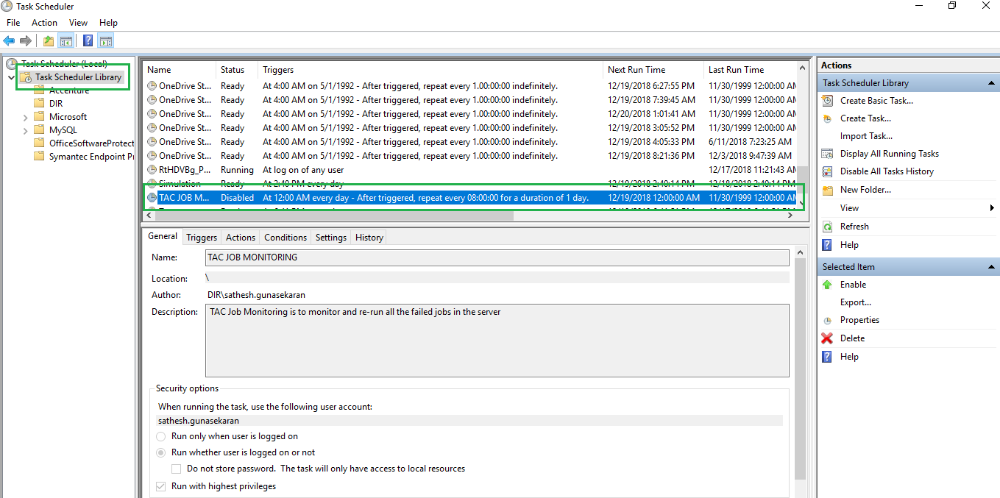 Task Scheduler
File Action View Help
Task Scheduler (Local)
Task Scheduler Library
Accenture
DIR
Microsoft
MySQL
OfficeSoftwareProtect
Symantec Endpoint Pr
Name Status Triggers Next Run Time Last Run Time
OneDrive St... Ready At 4:00 AM on 5/1/1992 - After triggered, repeat every 1.00:00:00 indefinitely. 12/19/2018 6:27:55 PM 11/30/1999 12:00:00 AM
OneDrive St... Ready At 4:00 AM on 5/1/1992 - After triggered, repeat every 1.00:00:00 indefinitely. 12/19/2018 7:39:45 AM 11/30/1999 12:00:00 AM
OneDrive St... Ready At 4:00 AM on 5/1/1992 - After triggered, repeat every 1.00:00:00 indefinitely. 12/20/2018 1:01:41 AM 11/30/1999 12:00:00 AM
OneDrive St... Ready At 4:00 AM on 5/1/1992 - After triggered, repeat every 1.00:00:00 indefinitely. 12/19/2018 3:05:52 PM 11/30/1999 12:00:00 AM
OneDrive St... Ready At 4:00 AM on 5/1/1992 - After triggered, repeat every 1.00:00:00 indefinitely. 12/19/2018 4:05:33 PM 6/11/2018 7:23:25 AM
OneDrive St... Ready At 4:00 AM on 5/1/1992 - After triggered, repeat every 1.00:00:00 indefinitely. 12/19/2018 8:21:36 PM 12/3/2018 9:47:39 AM
RtHDVBg_P... Running At log on of any user 12/17/2018 11:21:43 AM
Simulation Ready At 2:40 PM every day 12/19/2018 2:40:14 PM 12/18/2018 2:40:14 PM
TAC JOB M... Disabled At 12:00 AM every day - After triggered, repeat every 08:00:00 for a duration of 1 day. 12/19/2018 12:00:00 AM 11/30/1999 12:00:00 AM
General Triggers Actions Conditions Settings History
Name: TAC JOB MONITORING
Location: \
Author: DIR\sathesh.gunasekaran
Description: TAC Job Monitoring is to monitor and re-run all the failed jobs in the server
Security options
When running the task, use the following user account:
sathesh.gunasekaran
Run only when user is logged on
Run whether user is logged on or not
Do not store password. The task will only have access to local resources
Run with highest privileges
Actions
Task Scheduler Library
Create Basic Task...
Create Task...
Import Task...
Display All Running Tasks
Disable All Tasks History
New Folder...
View
Refresh
Help
Selected Item
Enable
Export...
Properties
Delete
Help